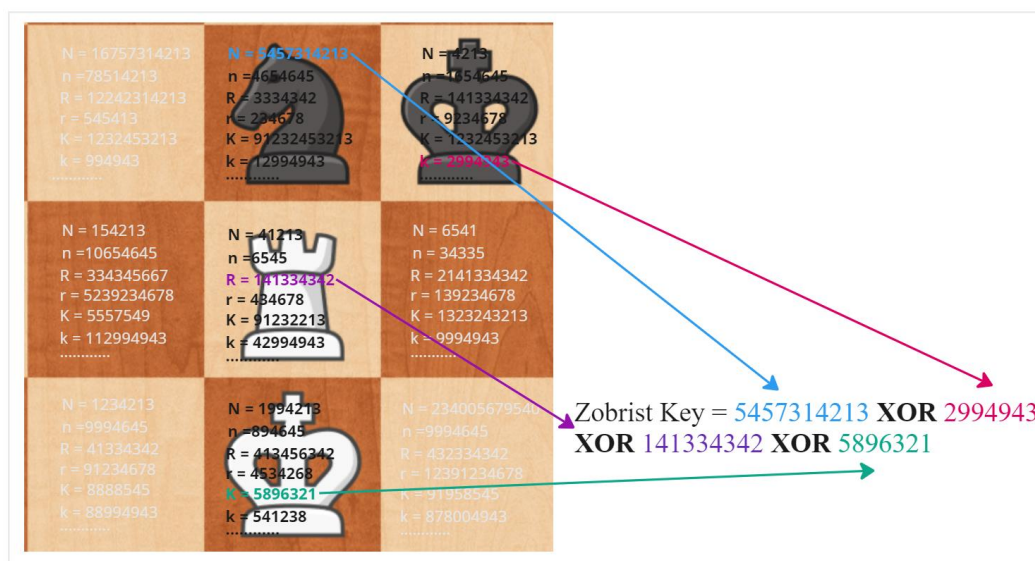 N = 16757314213
n =78514213
R = 12242314213
r = 545413
K = 1232453213
k = 994943
............
N = 5457314213
n =4654645
R = 3334342
r = 234678
K = 91232453213
k = 12994943
............
N = 4213
n =1654645
R = 141334342
r = 9234678
K = 1232453213
k = 2994943
............
N = 154213
n =10654645
R = 334345667
r = 5239234678
K = 5557549
k = 112994943
............
N = 41213
n =6545
R = 141334342
r = 434678
K = 91232213
k = 42994943
............
N = 6541
n = 34335
R = 2141334342
r = 139234678
K = 1323243213
k = 9994943
............
N = 1234213
n =9994645
R = 41334342
r = 91234678
K = 8888545
k = 88994943
............
N = 1994213
n =894645
R = 413456342
r = 4534268
K = 5896321
k = 541238
............
N = 234005679540
n =9994645
R = 432334342
r = 12391234678
K = 91958545
k = 878004943
............
Zobrist Key = 5457314213 XOR 2994943
XOR 141334342 XOR 5896321